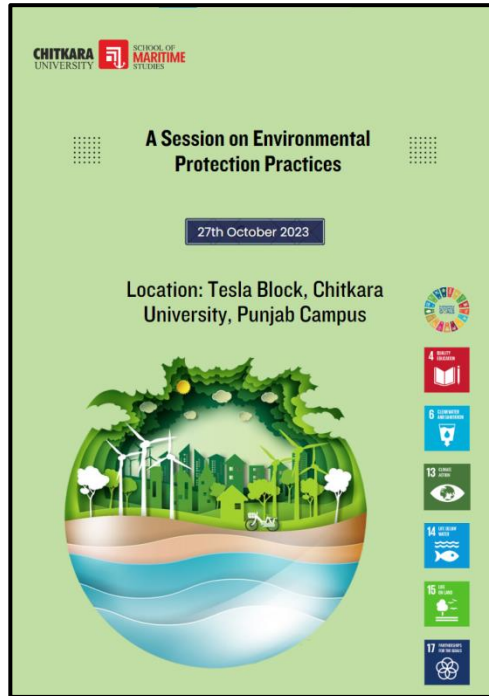 CHITKARA
UNIVERSITY
SCHOOL OF
MARITIME
STUDIES
A Session on Environmental
Protection Practices
27th October 2023
Location: Tesla Block, Chitkara
University, Punjab Campus
4 QUALITY
EDUCATION
6 CLEAN WATER
AND SANITATION
13 CLIMATE
ACTION
14 LIFE BELOW
WATER
15 LIFE
ON LAND
17 PARTNERSHIPS
FOR THE GOALS